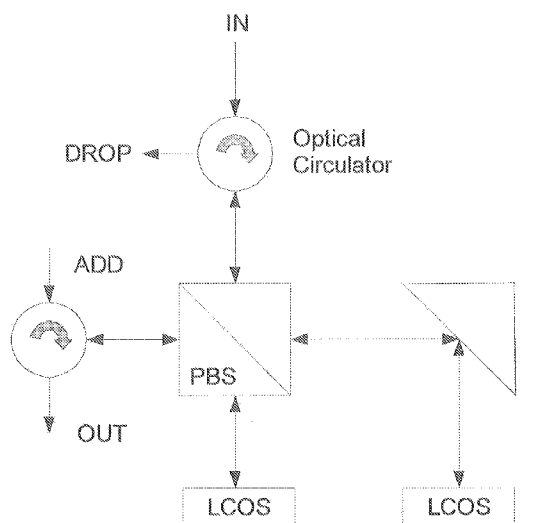 IN
DROP
Optical
Circulator
ADD
PBS
OUT
LCOS
LCOS